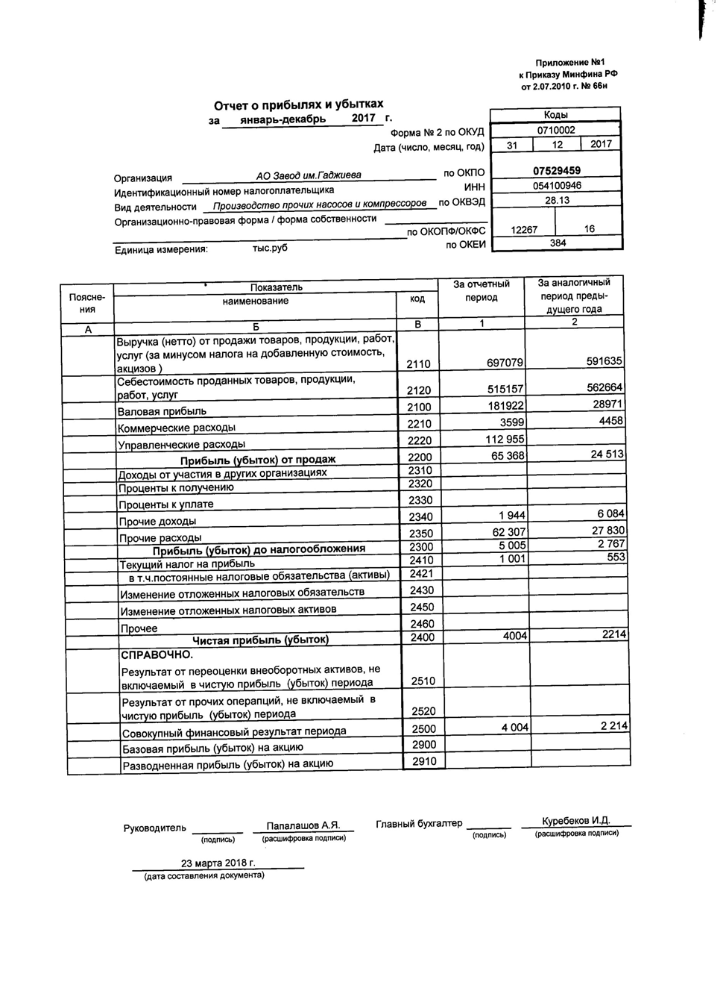 Приложение №1
к Приказу Минфина РФ
от 2.07.2010 г. № 66н
Отчет о прибылях и убытках
за январь-декабрь 2017 г.
Коды
Форма № 2 по ОКУД 0710002
Дата (число, месяц, год) 31 12 2017
Организация АО Завод им.Гаджиева по ОКПО 07529459
Идентификационный номер налогоплательщика ИНН 054100946
Вид деятельности Производство прочих насосов и компрессоров по ОКВЭД 28.13
Организационно-правовая форма / форма собственности
по ОКОПФ/ОКФС 12267 16
Единица измерения: тыс.руб по ОКЕИ 384
Поясне-
ния
Показатель
наименование код
За отчетный
период
За аналогичный
период преды-
дущего года
А Б В 1 2
Выручка (нетто) от продажи товаров, продукции, работ,
услуг (за минусом налога на добавленную стоимость,
акцизов ) 2110 697079 591635
Себестоимость проданных товаров, продукции,
работ, услуг 2120 515157 562664
Валовая прибыль 2100 181922 28971
Коммерческие расходы 2210 3599 4458
Управленческие расходы 2220 112 955
Прибыль (убыток) от продаж 2200 65 368 24 513
Доходы от участия в других организациях 2310
Проценты к получению 2320
Проценты к уплате 2330
Прочие доходы 2340 1 944 6 084
Прочие расходы 2350 62 307 27 830
Прибыль (убыток) до налогообложения 2300 5 005 2 767
Текущий налог на прибыль 2410 1 001 553
в т.ч.постоянные налоговые обязательства (активы) 2421
Изменение отложенных налоговых обязательств 2430
Изменение отложенных налоговых активов 2450
Прочее 2460
Чистая прибыль (убыток) 2400 4004 2214
СПРАВОЧНО.
Результат от переоценки внеоборотных активов, не
включаемый в чистую прибыль (убыток) периода 2510
Результат от прочих операпций, не включаемый в
чистую прибыль (убыток) периода 2520
Совокупный финансовый результат периода 2500 4 004 2 214
Базовая прибыль (убыток) на акцию 2900
Разводненная прибыль (убыток) на акцию 2910
Руководитель Папалашов А.Я. Главный бухгалтер Куребеков И.Д.
(подпись) (расшифровка подписи) (подпись) (расшифровка подписи)
23 марта 2018 г.
(дата составления документа)